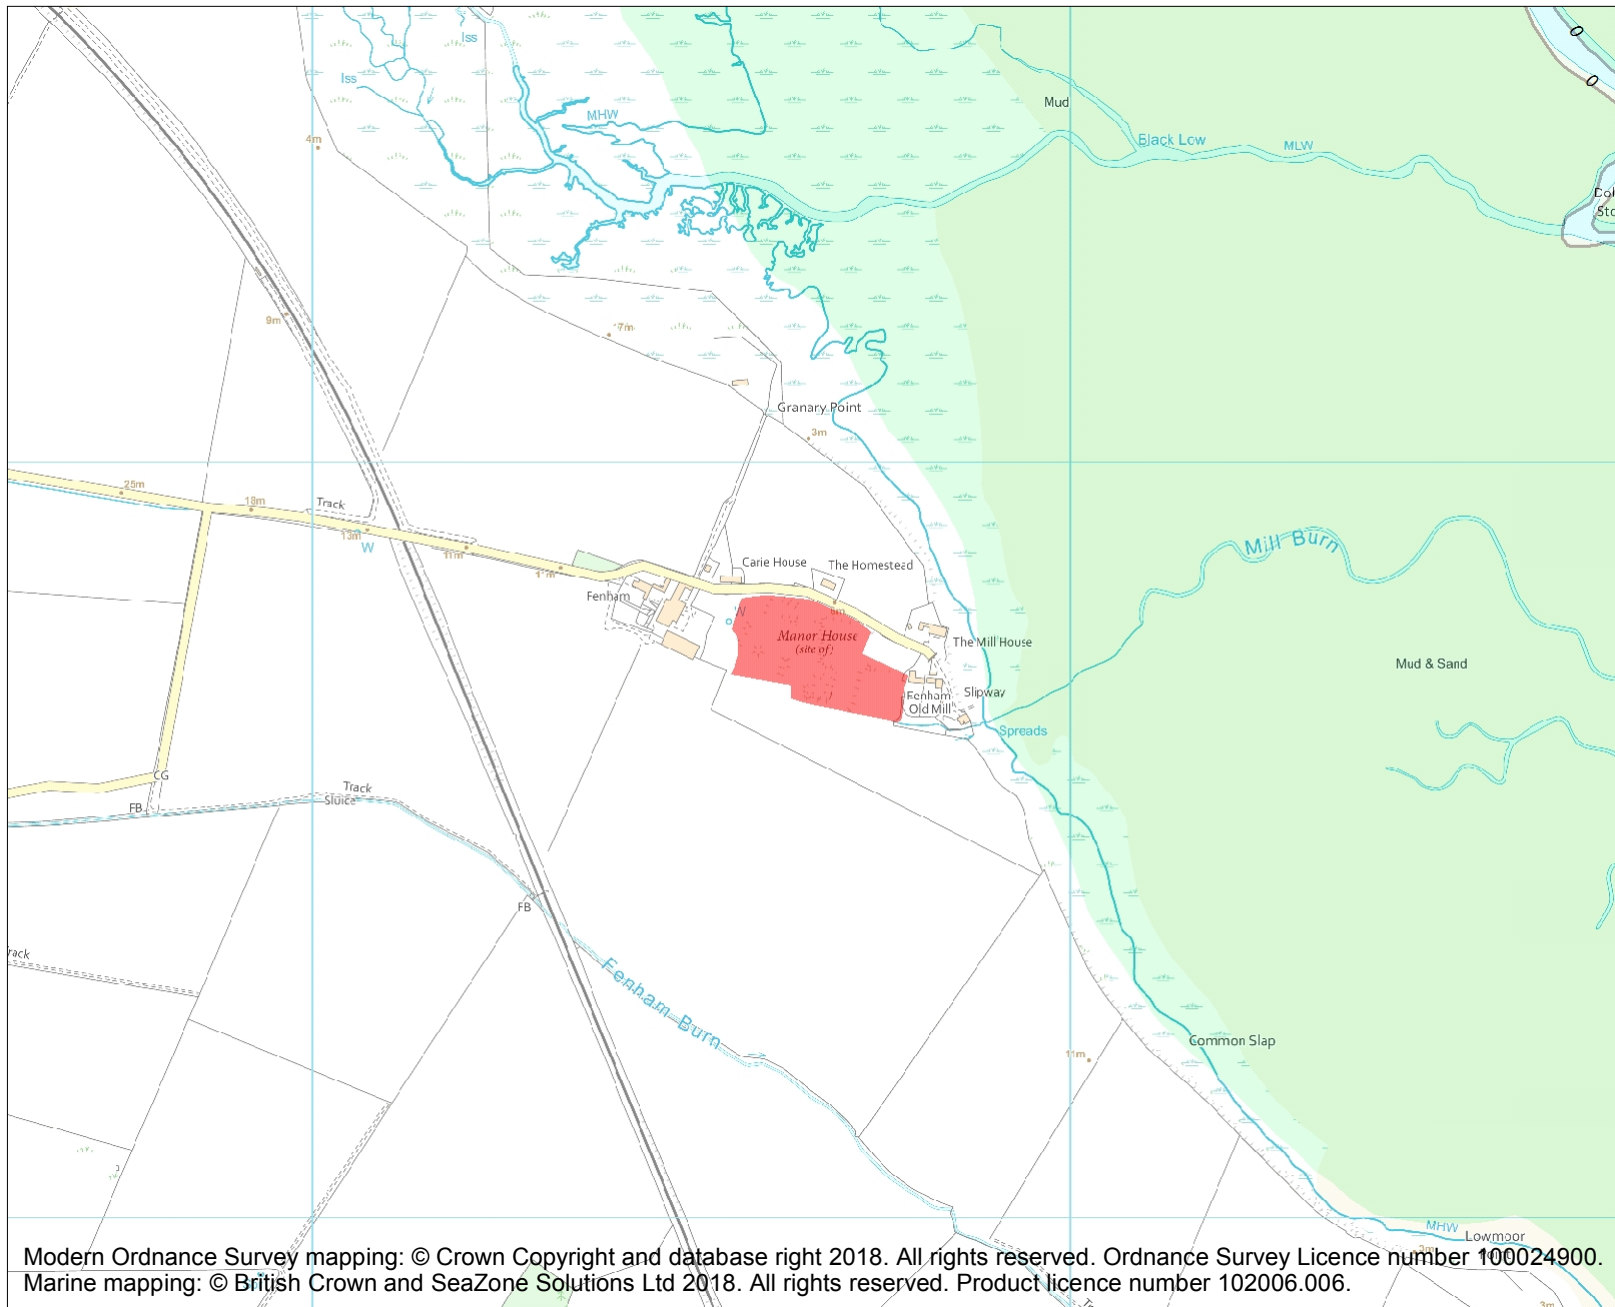 Iss
Iss
MHW
Mud
Black Low
MLW
4m
9m
7m
Granary Point
3m
25m
18m
Track
13m
W
11m
11m
Mill Burn
Carie House
The Homestead
Fenham
W
6m
Manor House
(site of)
The Mill House
Mud & Sand
Slipway
Fenham
Old Mill
Spreads
CG
FB
Track
Sluice
FB
Fenham Burn
11m
Common Slap
MHW
Lowmoor
Point
3m
Modern Ordnance Survey mapping: © Crown Copyright and database right 2018. All rights reserved. Ordnance Survey Licence number 100024900.
Marine mapping: © British Crown and SeaZone Solutions Ltd 2018. All rights reserved. Product licence number 102006.006.